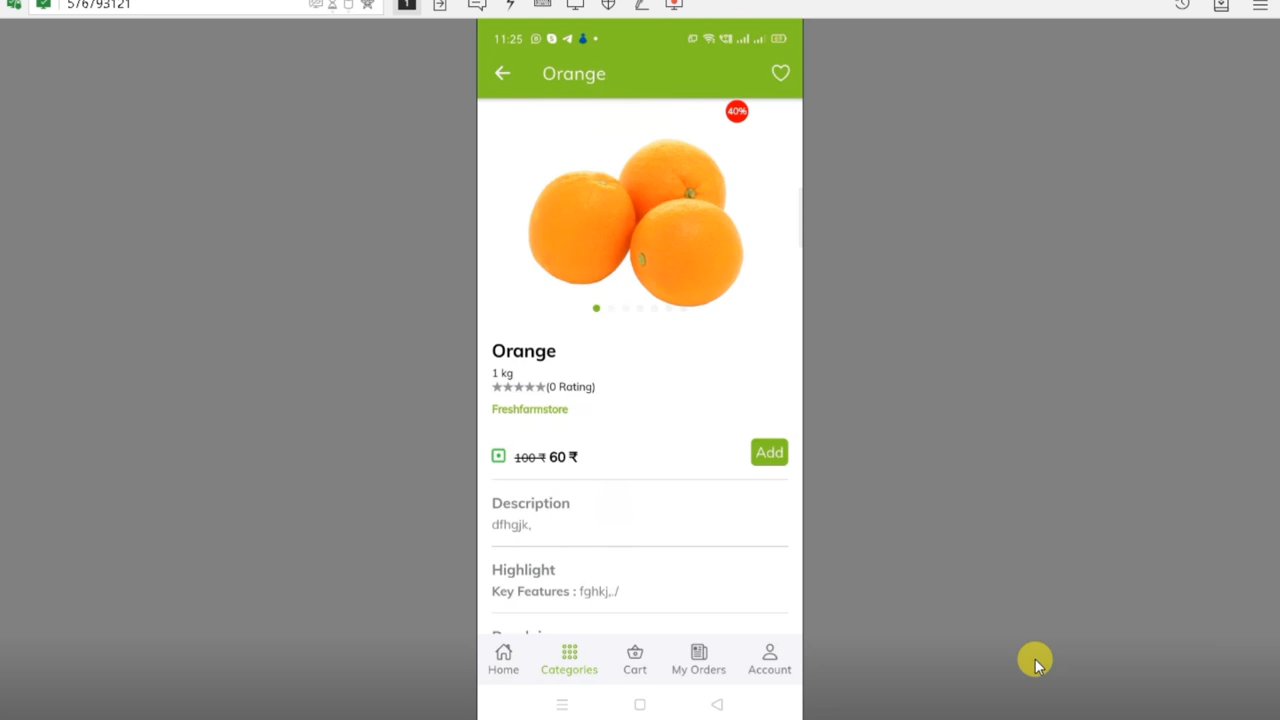 576793121
1
11:25
Orange
40%
Orange
1 kg
★★★★★(0 Rating)
Freshfarmstore
100 ₹ 60 ₹
Add
Description
dfhgjk,
Highlight
Key Features : fghkj,./
Home
Categories
Cart
My Orders
Account